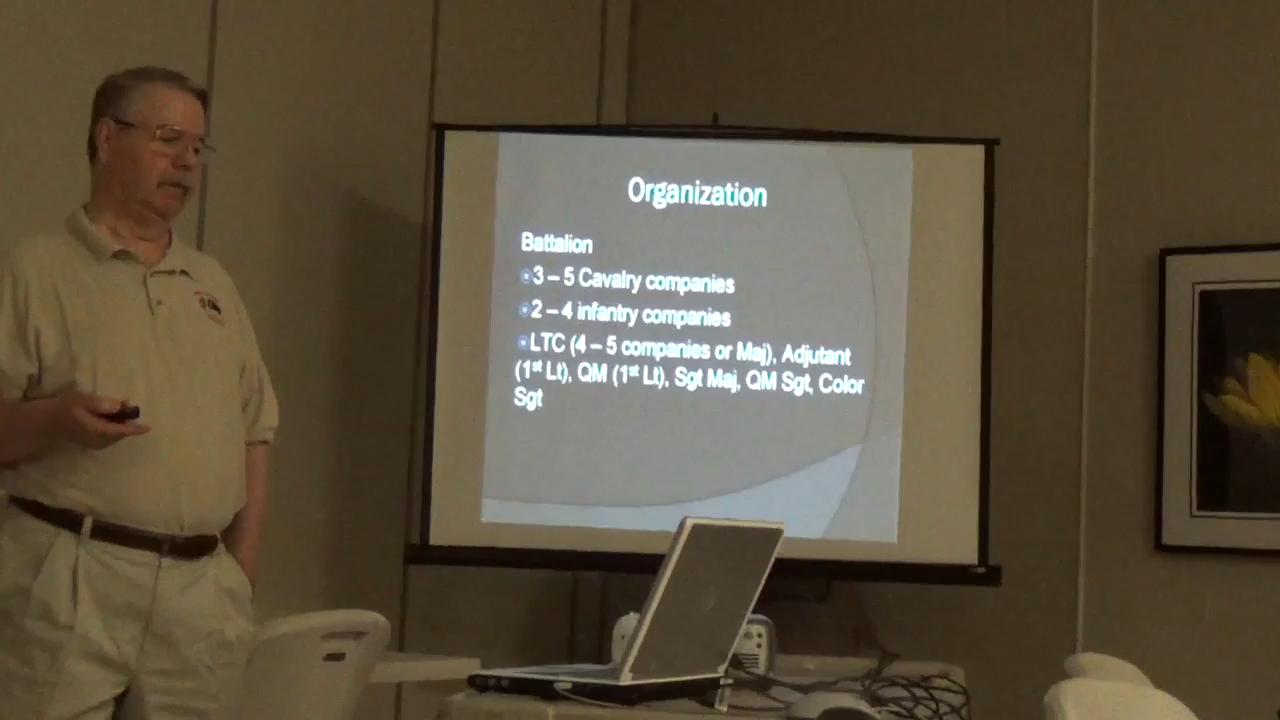 Organization
Battalion
3 – 5 Cavalry companies
2 – 4 infantry companies
LTC (4 – 5 companies or Maj), Adjutant
(1st Lt), QM (1st Lt), Sgt Maj, QM Sgt, Color
Sgt